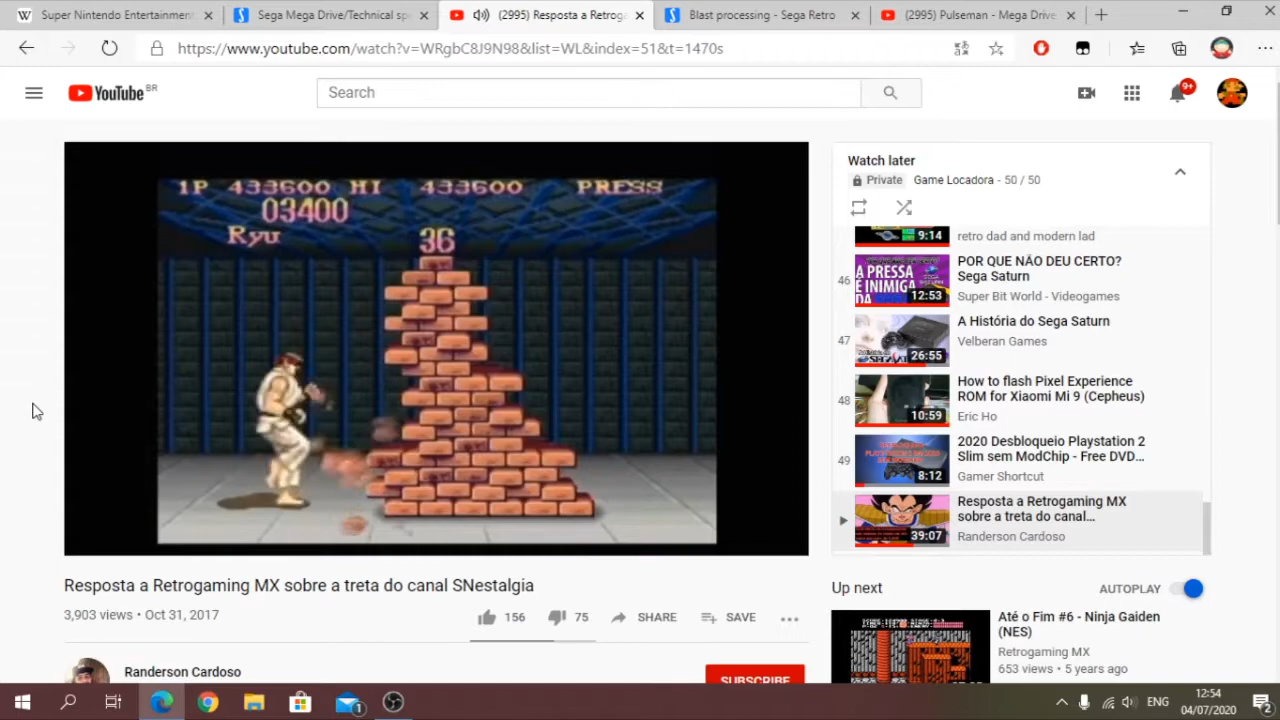 Super Nintendo Entertainment
Sega Mega Drive/Technical sp
(2995) Resposta a Retroga
Blast processing - Sega Retro
(2995) Pulseman - Mega Drive
https://www.youtube.com/watch?v=WRgbC8J9N98&list=WL&index=51&t=1470s
YouTube BR
Search
9+
1P 433600 HI 433600 PRESS
03400
Ryu
36
Watch later
Private Game Locadora - 50 / 50
9:14
retro dad and modern lad
46
A PRESSA
É INIMIGA
DA
12:53
POR QUE NÃO DEU CERTO?
Sega Saturn
Super Bit World - Videogames
47
26:55
A História do Sega Saturn
Velberan Games
48
10:59
How to flash Pixel Experience
ROM for Xiaomi Mi 9 (Cepheus)
Eric Ho
49
8:12
2020 Desbloqueio Playstation 2
Slim sem ModChip - Free DVD...
Gamer Shortcut
39:07
Resposta a Retrogaming MX
sobre a treta do canal...
Randerson Cardoso
Resposta a Retrogaming MX sobre a treta do canal SNestalgia
3,903 views • Oct 31, 2017
156
75
SHARE
SAVE
Randerson Cardoso
SUBSCRIBE
Up next
AUTOPLAY
Até o Fim #6 - Ninja Gaiden
(NES)
Retrogaming MX
653 views • 5 years ago
1
ENG
12:54
04/07/2020
2